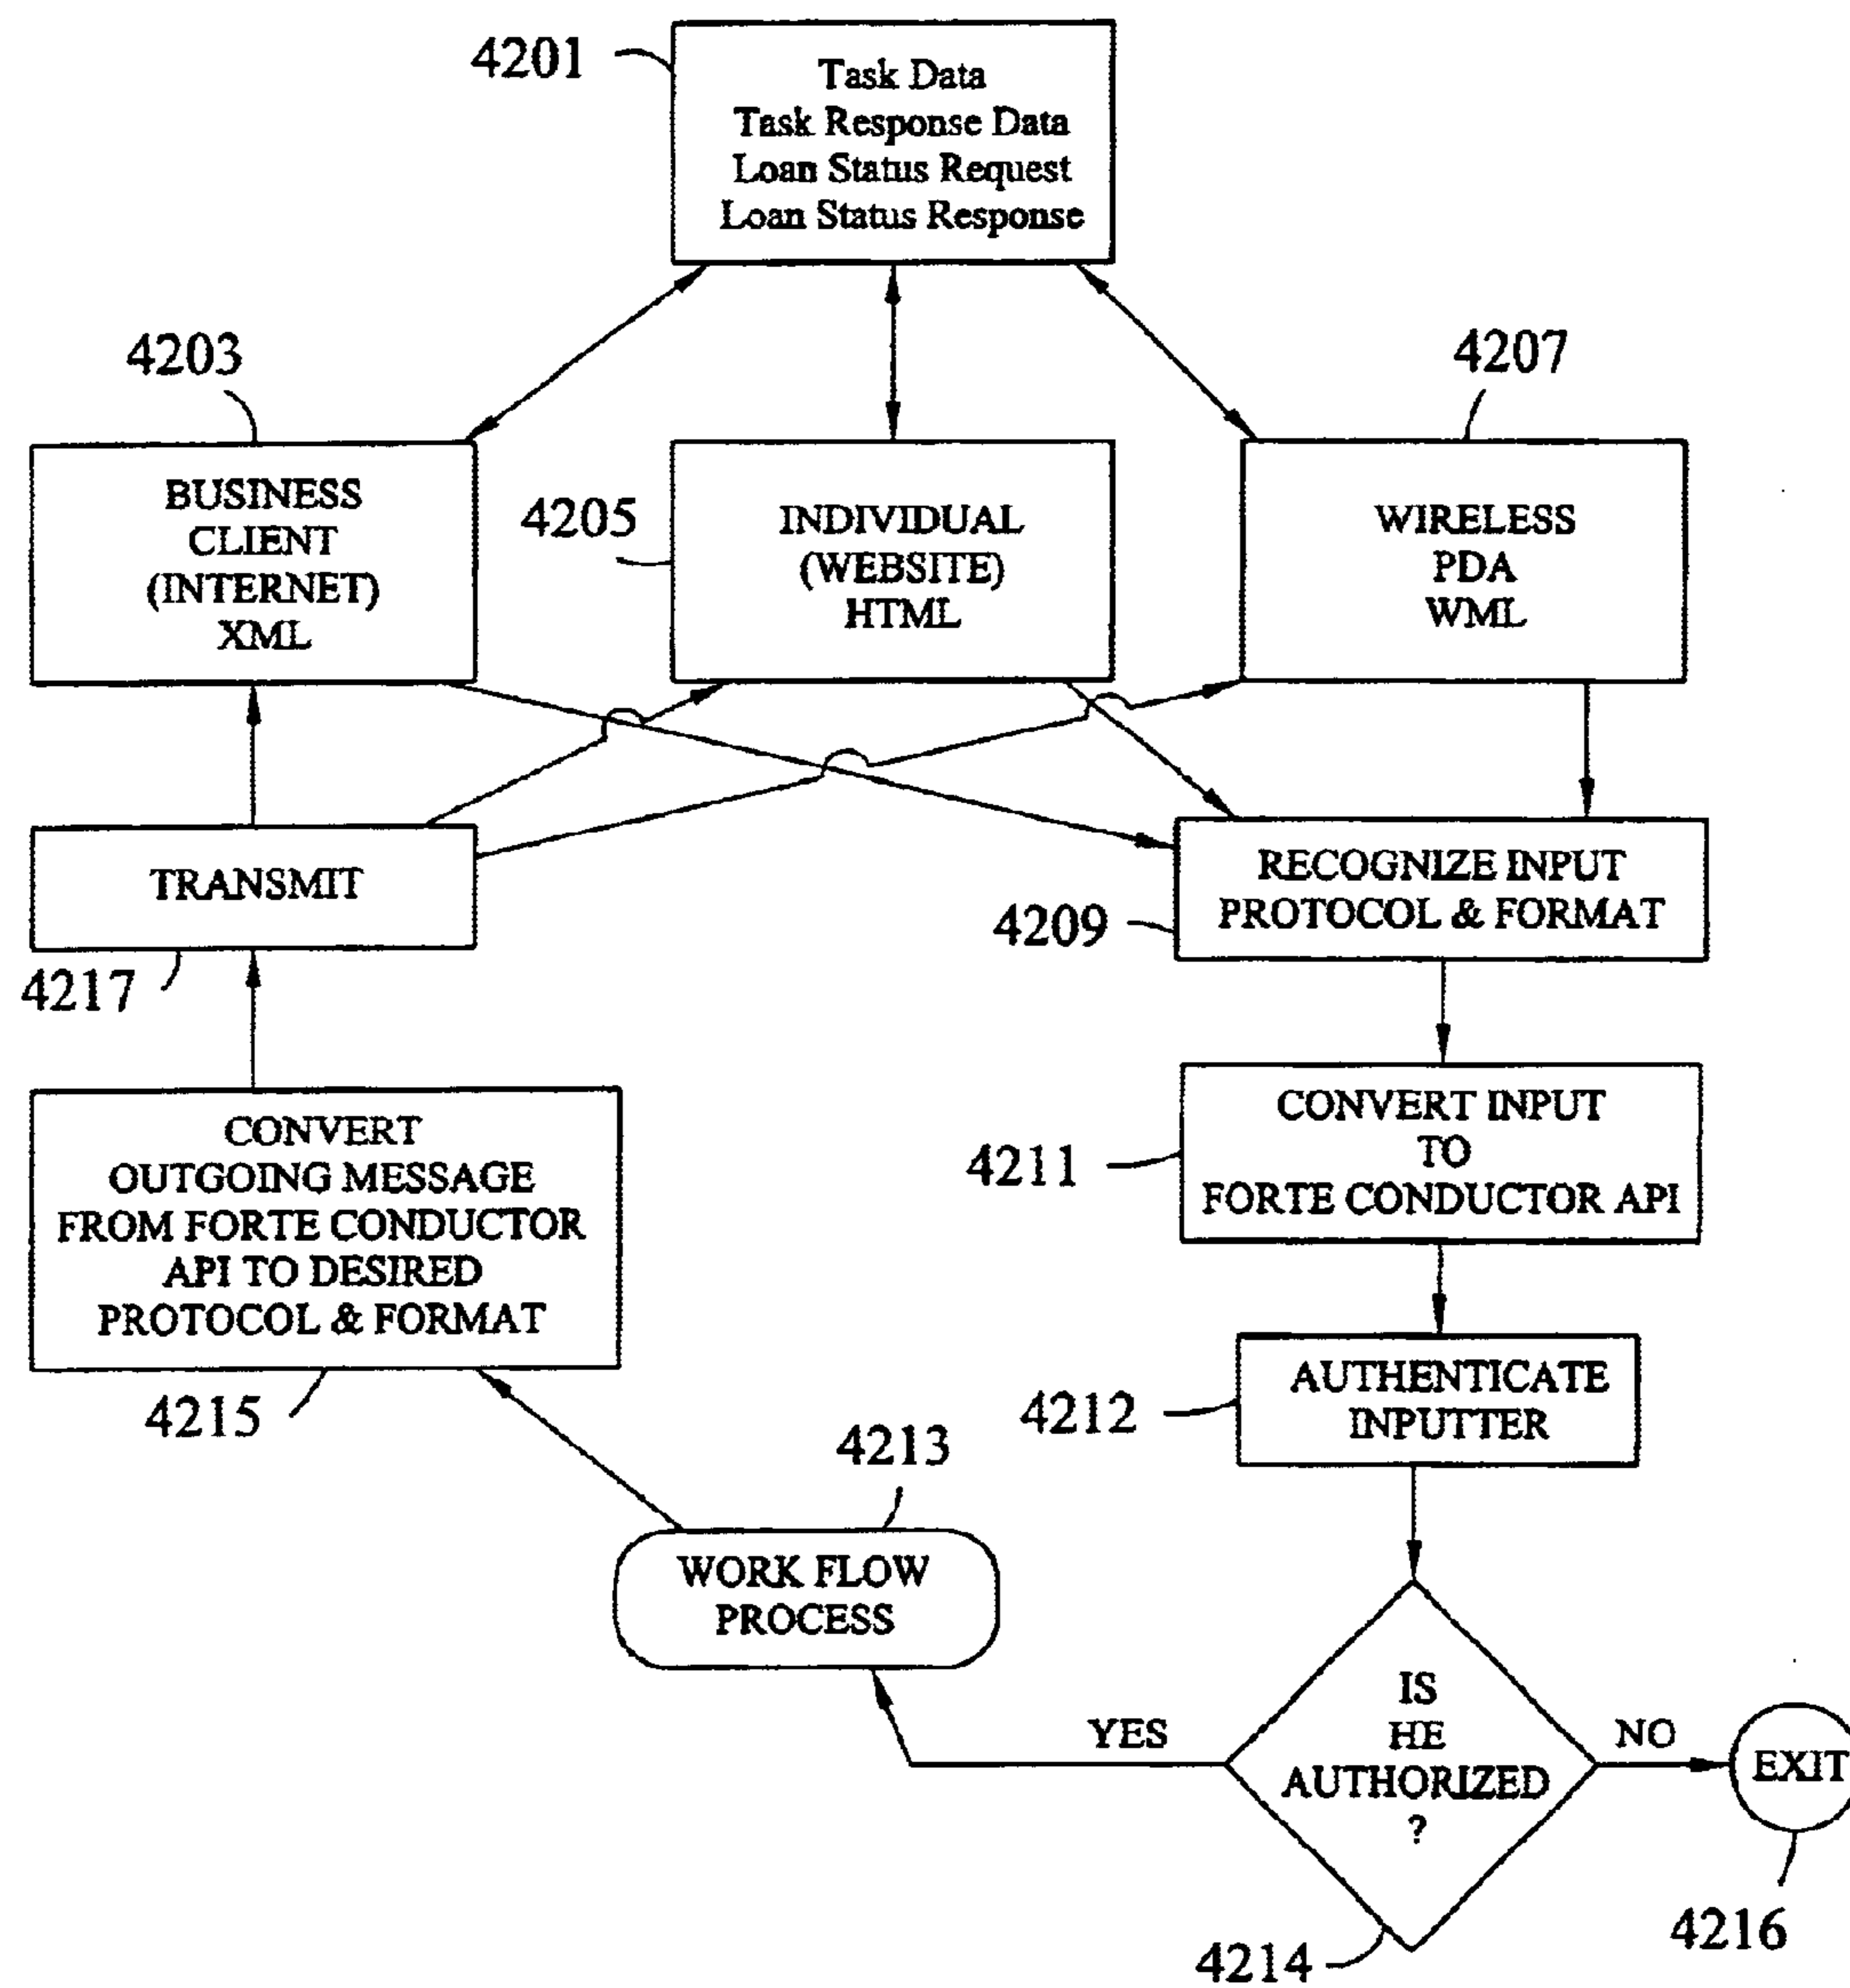 4201
Task Data
Task Response Data
Loan Status Request
Loan Status Response
4203
4207
BUSINESS
CLIENT
(INTERNET)
XML
4205
INDIVIDUAL
(WEBSITE)
HTML
WIRELESS
PDA
WML
TRANSMIT
4217
RECOGNIZE INPUT
PROTOCOL & FORMAT
4209
CONVERT
OUTGOING MESSAGE
FROM FORTE CONDUCTOR
API TO DESIRED
PROTOCOL & FORMAT
4215
CONVERT INPUT
TO
FORTE CONDUCTOR API
4211
AUTHENTICATE
INPUTTER
4212
4213
WORK FLOW
PROCESS
YES
IS
HE
AUTHORIZED
?
NO
EXIT
4214
4216